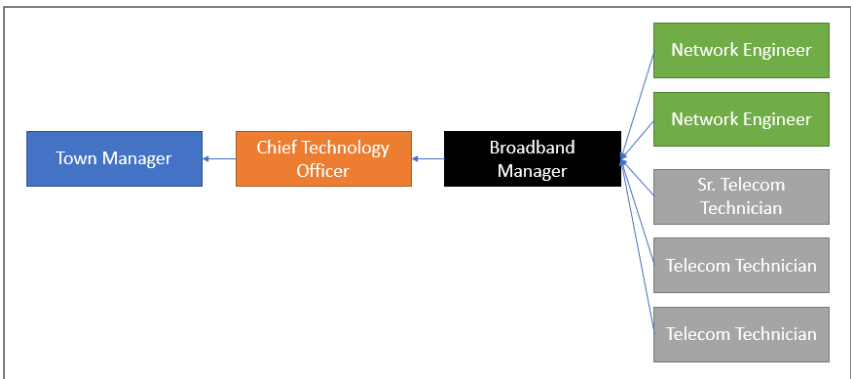 Network Engineer
Network Engineer
Town Manager
Chief Technology
Officer
Broadband
Manager
Sr. Telecom
Technician
Telecom Technician
Telecom Technician